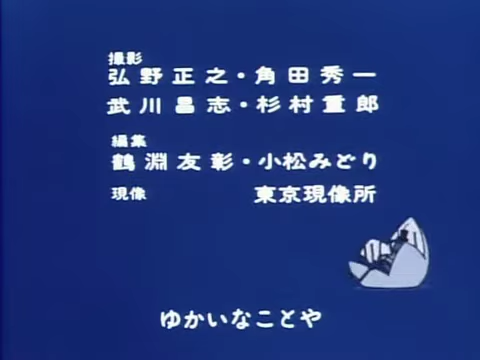 撮影
弘野正之・角田秀一
武川昌志・杉村重郎
編集
鶴淵友彰・小松みどり
現像 東京現像所
ゆかいなことや